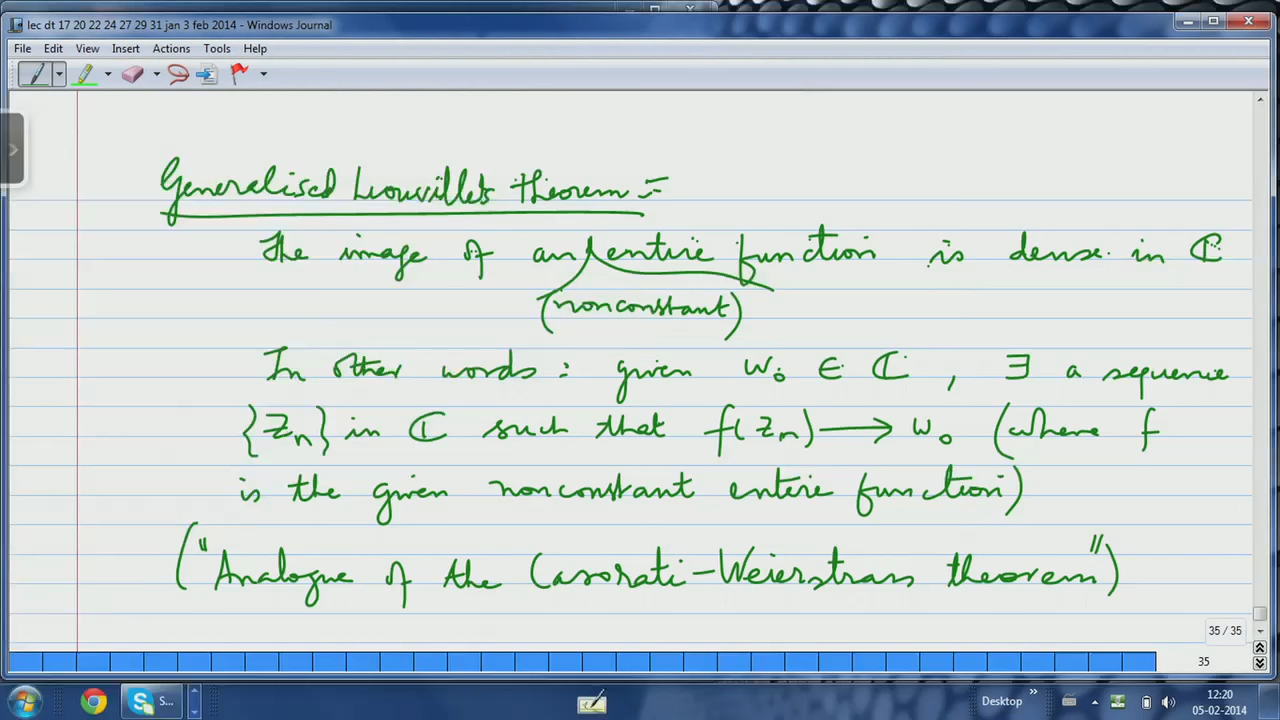 lec dt 17 20 22 24 27 29 31 jan 3 feb 2014 - Windows Journal
File Edit View Insert Actions Tools Help
Generalised Liouville's theorem :-
The image of an entire function is dense in ℂ
(nonconstant)
In other words : given w₀ ∈ ℂ , ∃ a sequence
{Zₙ} in ℂ such that f(Zₙ) ⟶ w₀ (where f
is the given nonconstant entire function)
("Analogue of the Casorati-Weierstrass theorem")
35 / 35
35
S...
Desktop »
12:20
05-02-2014